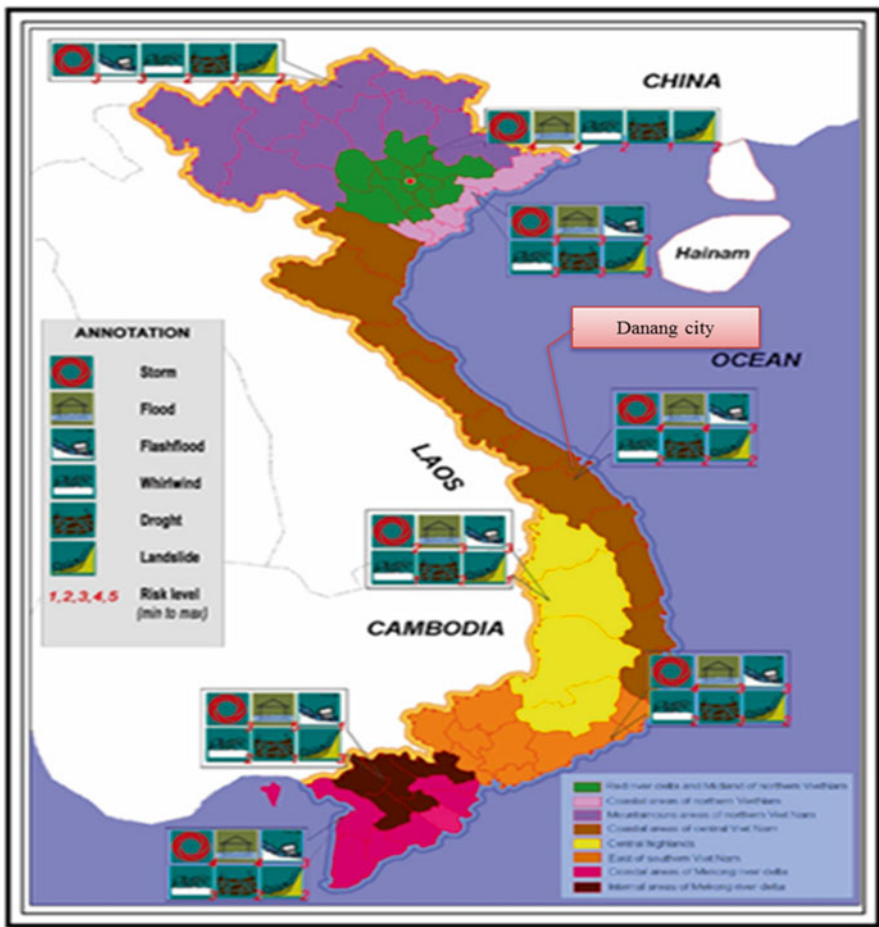 CHINA
Hainam
Danang city
OCEAN
ANNOTATION
Storm
Flood
Flashflood
Whirlwind
Droght
Landslide
1,2,3,4,5 Risk level
(min to max)
LAOS
CAMBODIA
Red river delta and Midland of northern VietNam
Coastal areas of northern VietNam
Mountainouns areas of northern Viet Nam
Coastal areas of central Viet Nam
Central highlands
East of southern Viet Nam
Coastal areas of Mekong river delta
Internal areas of Mekong river delta